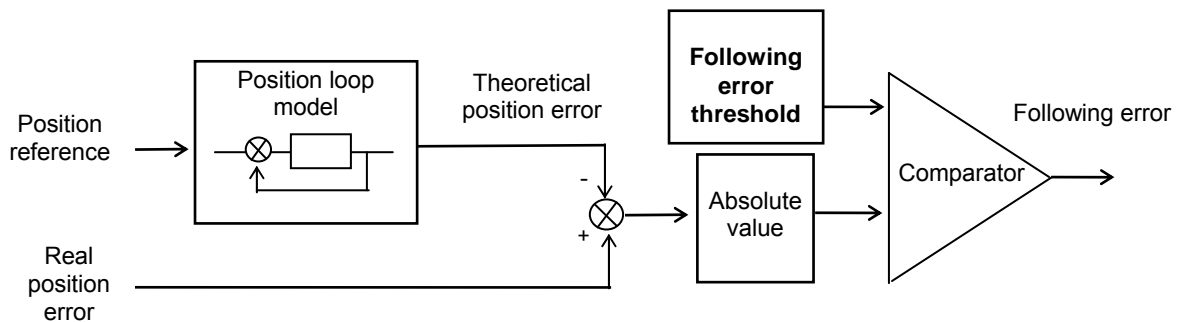 Position
reference
Position loop
model
Theoretical
position error
-
+
Real
position
error
Following
error
threshold
Absolute
value
Comparator
Following error